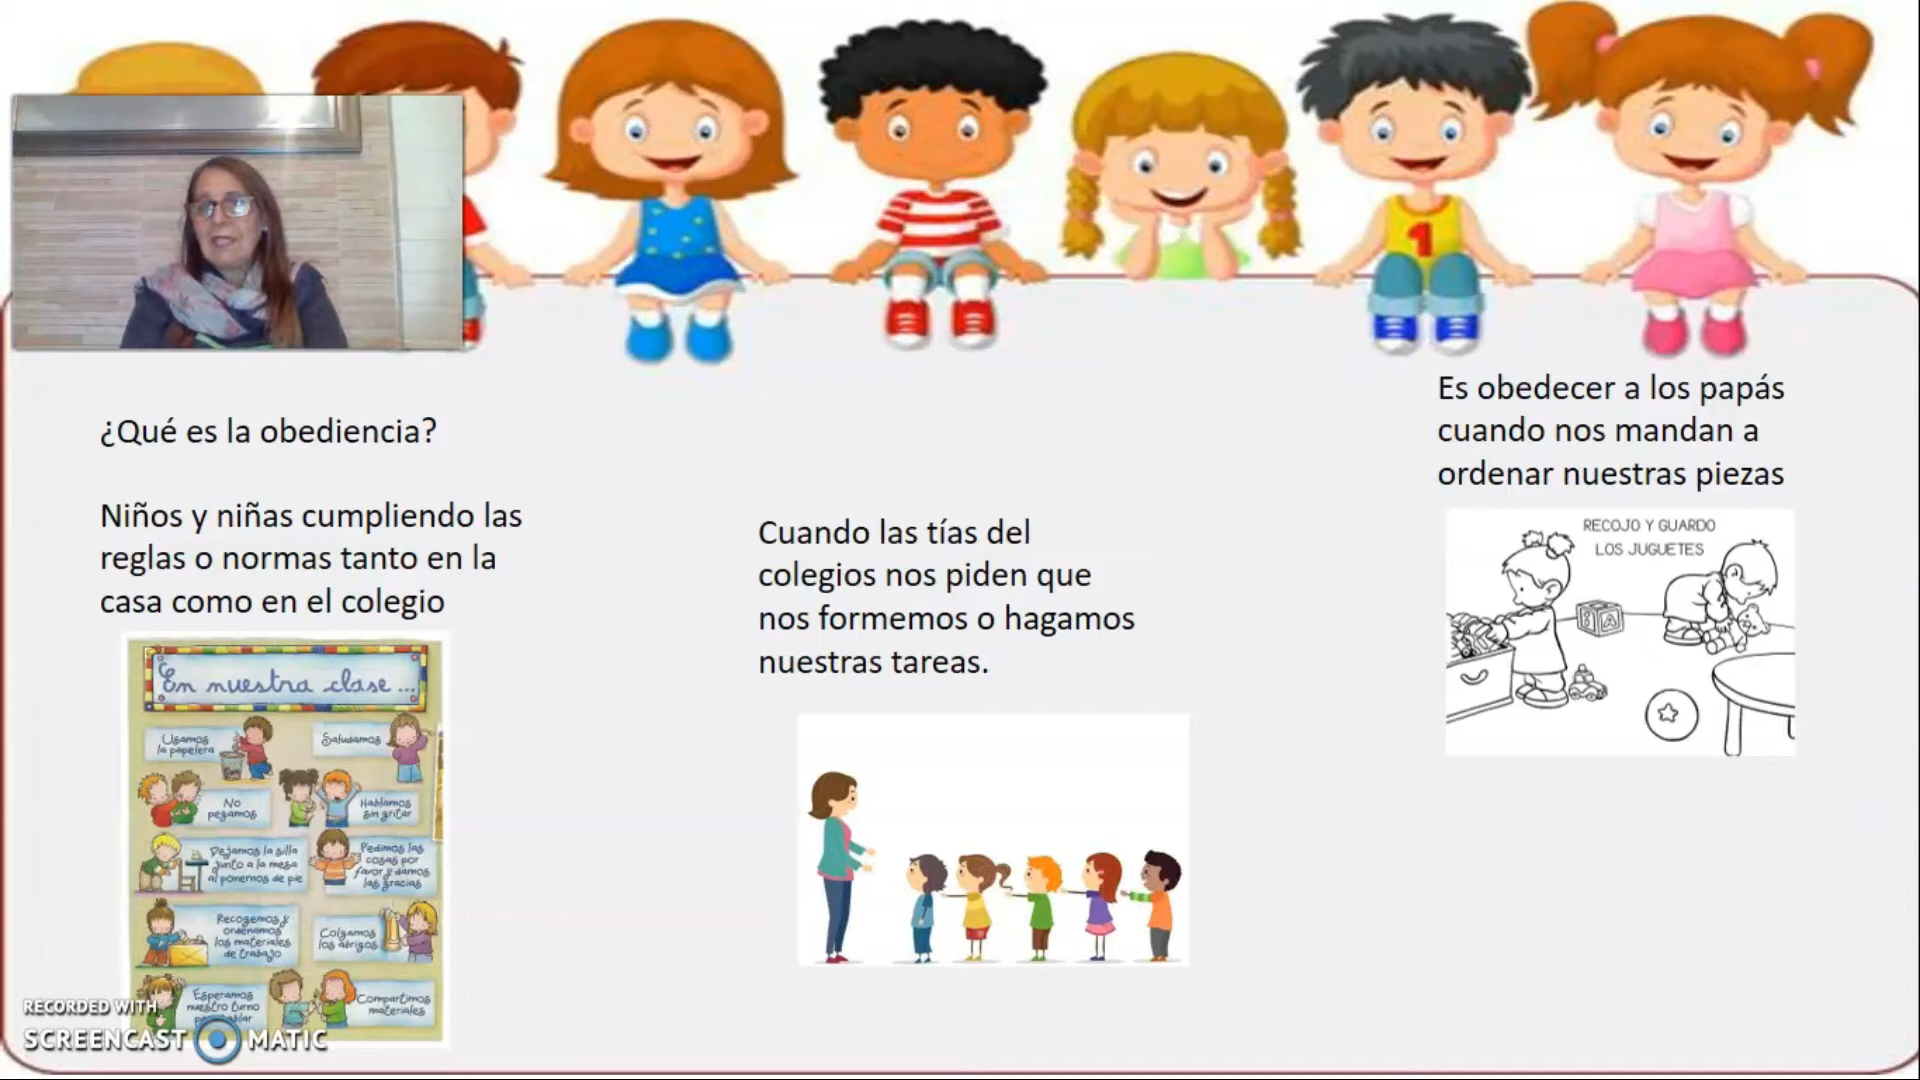 ¿Qué es la obediencia?
Niños y niñas cumpliendo las
reglas o normas tanto en la
casa como en el colegio
En nuestra clase ...
Usamos
la papelera
Saludamos
No
pegamos
Hablamos
sin gritar
Dejamos la silla
junto a la mesa
al ponernos de pie
Pedimos las
cosas por
favor y damos
las gracias
Recogemos y
ordenamos
los materiales
de trabajo
Colgamos
los abrigos
Esperamos
nuestro turno
Compartimos
materiales
Cuando las tías del
colegios nos piden que
nos formemos o hagamos
nuestras tareas.
Es obedecer a los papás
cuando nos mandan a
ordenar nuestras piezas
RECOJO Y GUARDO
LOS JUGUETES
A
1
RECORDED WITH
SCREENCAST MATIC